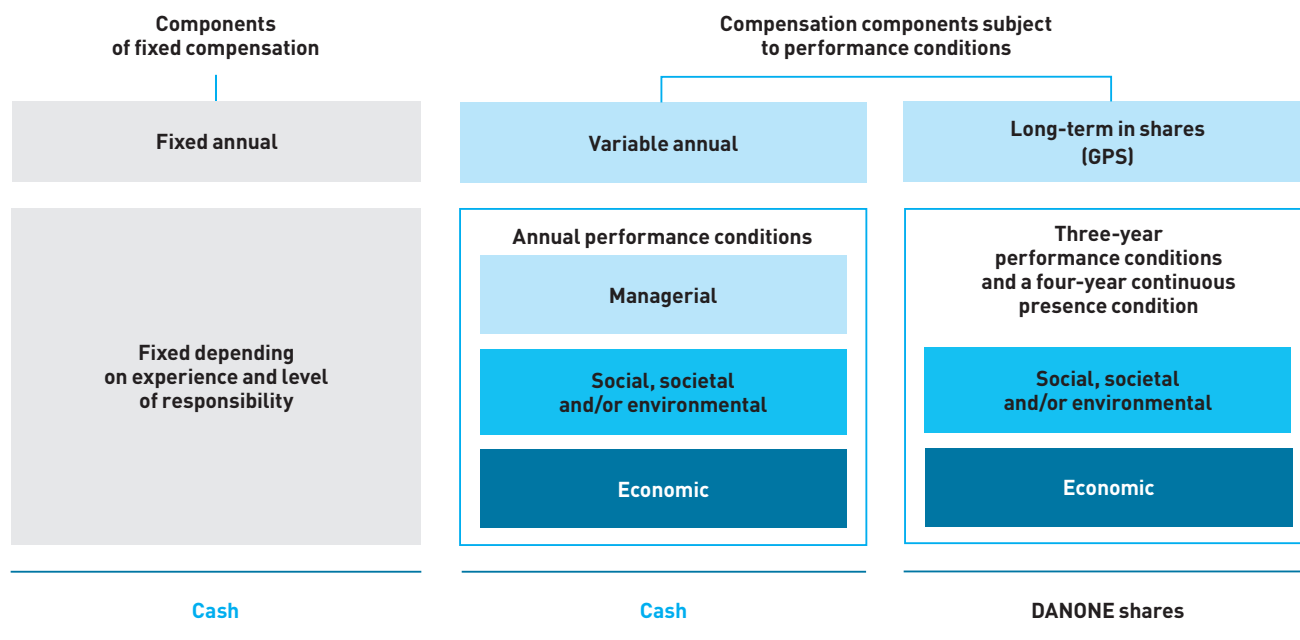 Components
of fixed compensation
Compensation components subject
to performance conditions
Fixed annual
Variable annual
Long-term in shares
(GPS)
Fixed depending
on experience and level
of responsibility
Annual performance conditions
Managerial
Social, societal
and/or environmental
Economic
Three-year
performance conditions
and a four-year continuous
presence condition
Social, societal
and/or environmental
Economic
Cash
Cash
DANONE shares